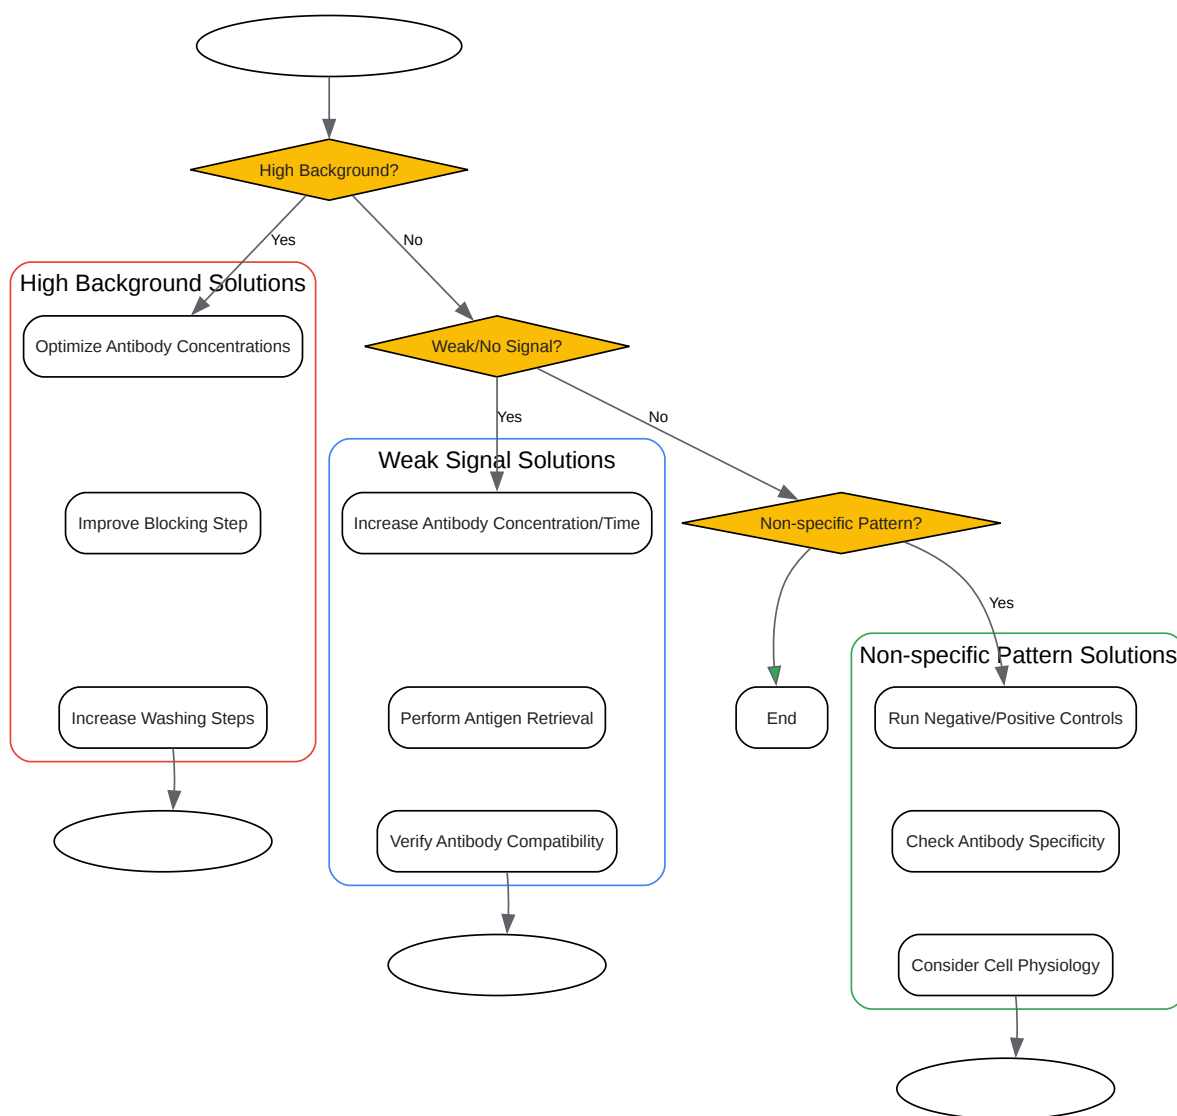 High Background?
Yes
No
High Background Solutions
Optimize Antibody Concentrations
Weak/No Signal?
Yes
No
Weak Signal Solutions
Improve Blocking Step
Increase Antibody Concentration/Time
Non-specific Pattern?
Yes
Non-specific Pattern Solutions
Increase Washing Steps
Perform Antigen Retrieval
End
Run Negative/Positive Controls
Verify Antibody Compatibility
Check Antibody Specificity
Consider Cell Physiology